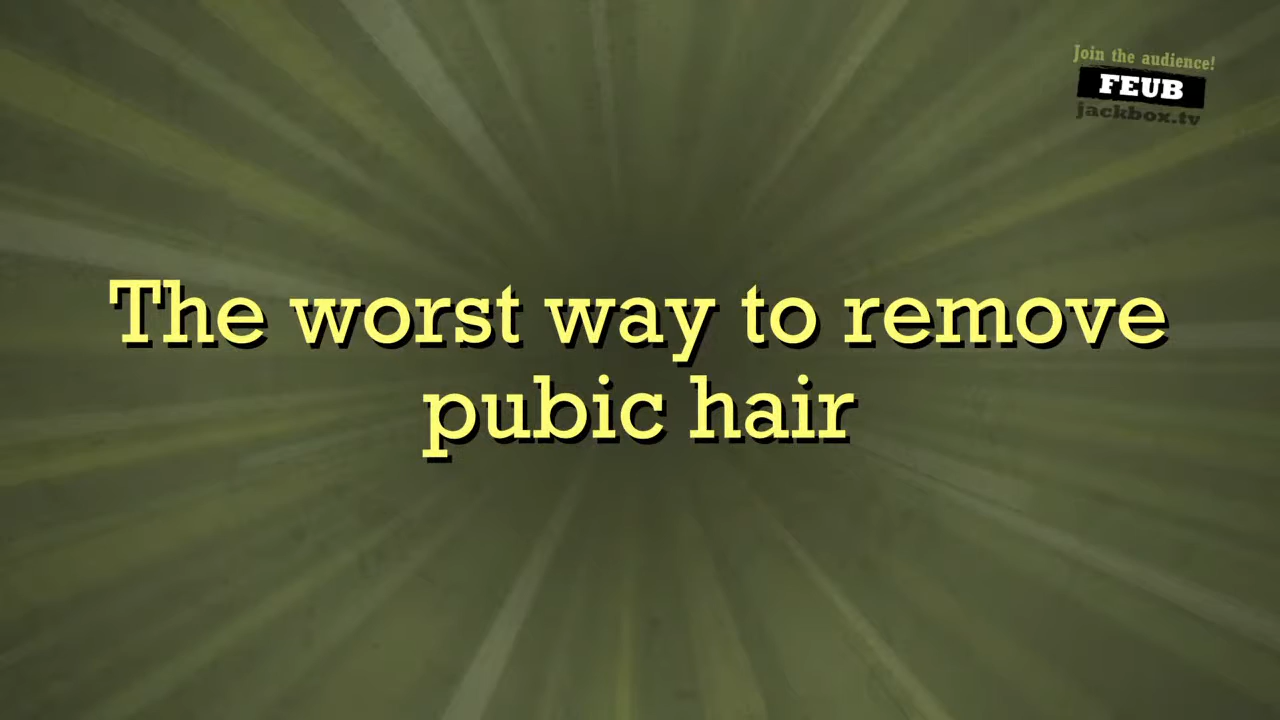 Join the audience!
FEUB
jackbox.tv
The worst way to remove
pubic hair